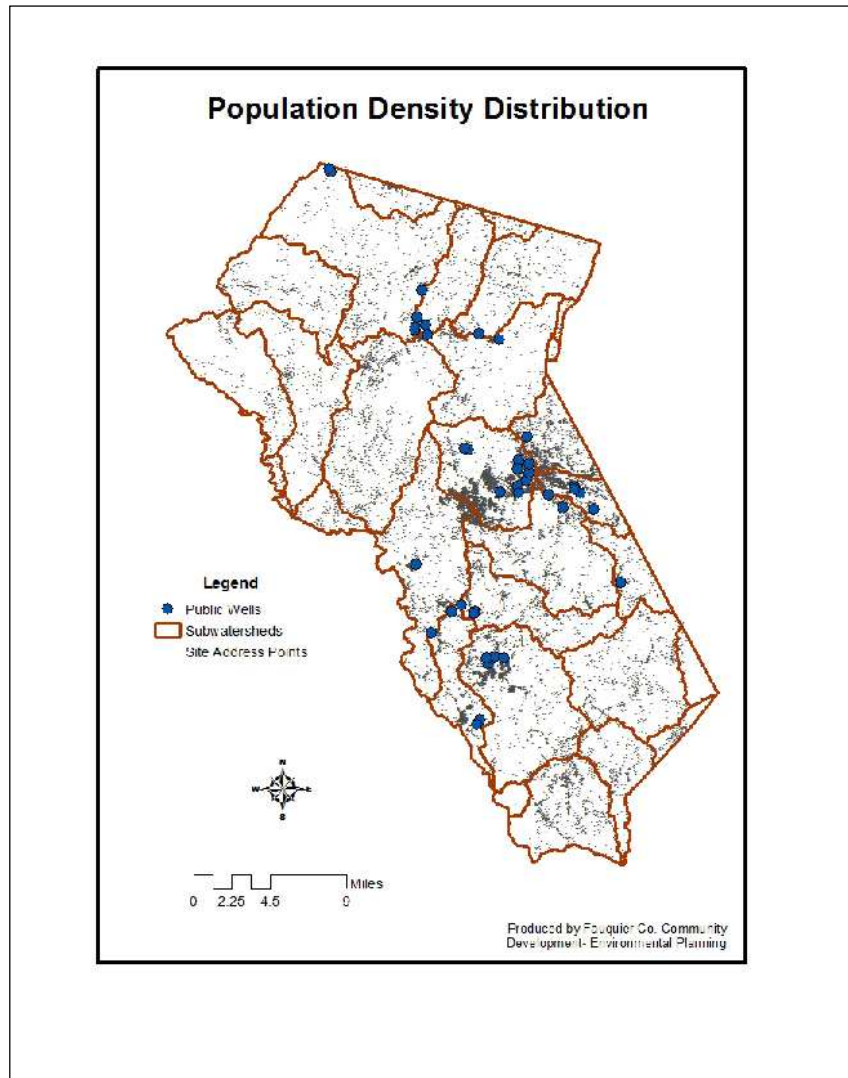 Population Density Distribution
Legend
Public Wells
Subwatersheds
Site Address Points
N
W E
S
Miles
0 2.25 4.5 9
Produced by Fauquier Co. Community
Development- Environmental Planning